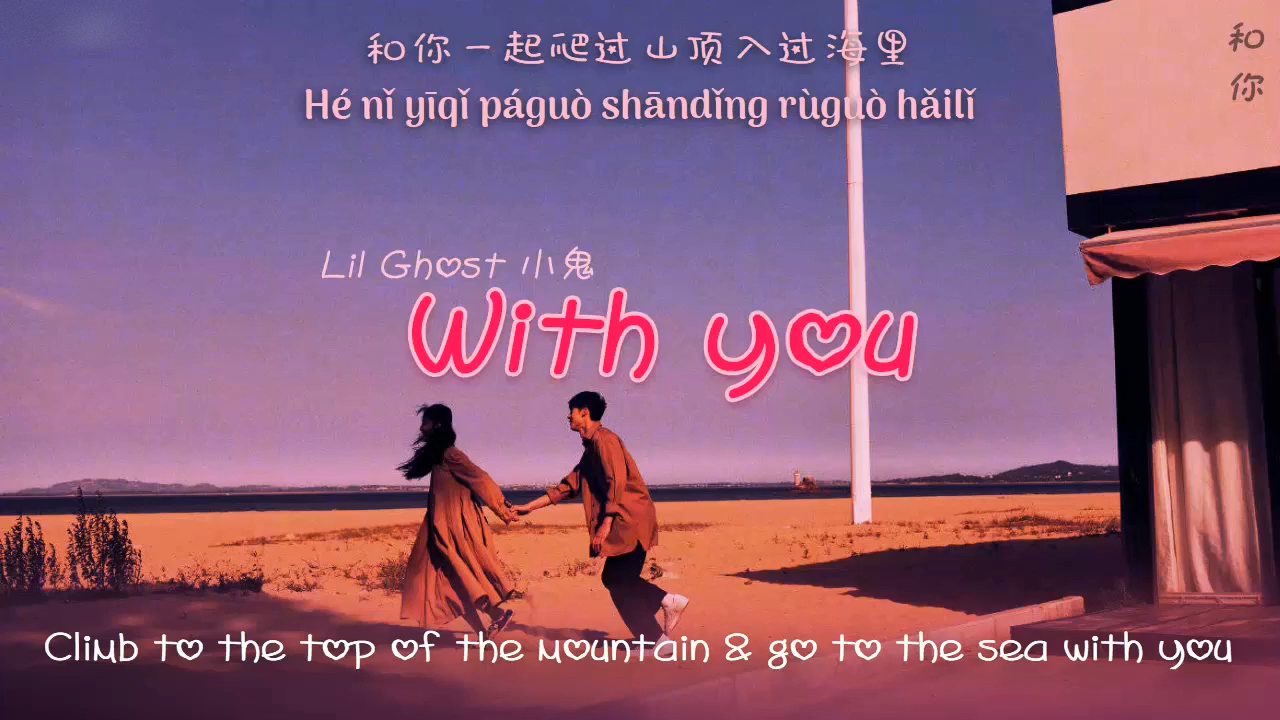 和你一起爬过山顶入过海里
Hé nǐ yīqǐ páguò shāndǐng rùguò hǎilǐ
和你
Lil Ghost 小鬼
With you
Climb to the top of the mountain & go to the sea with you